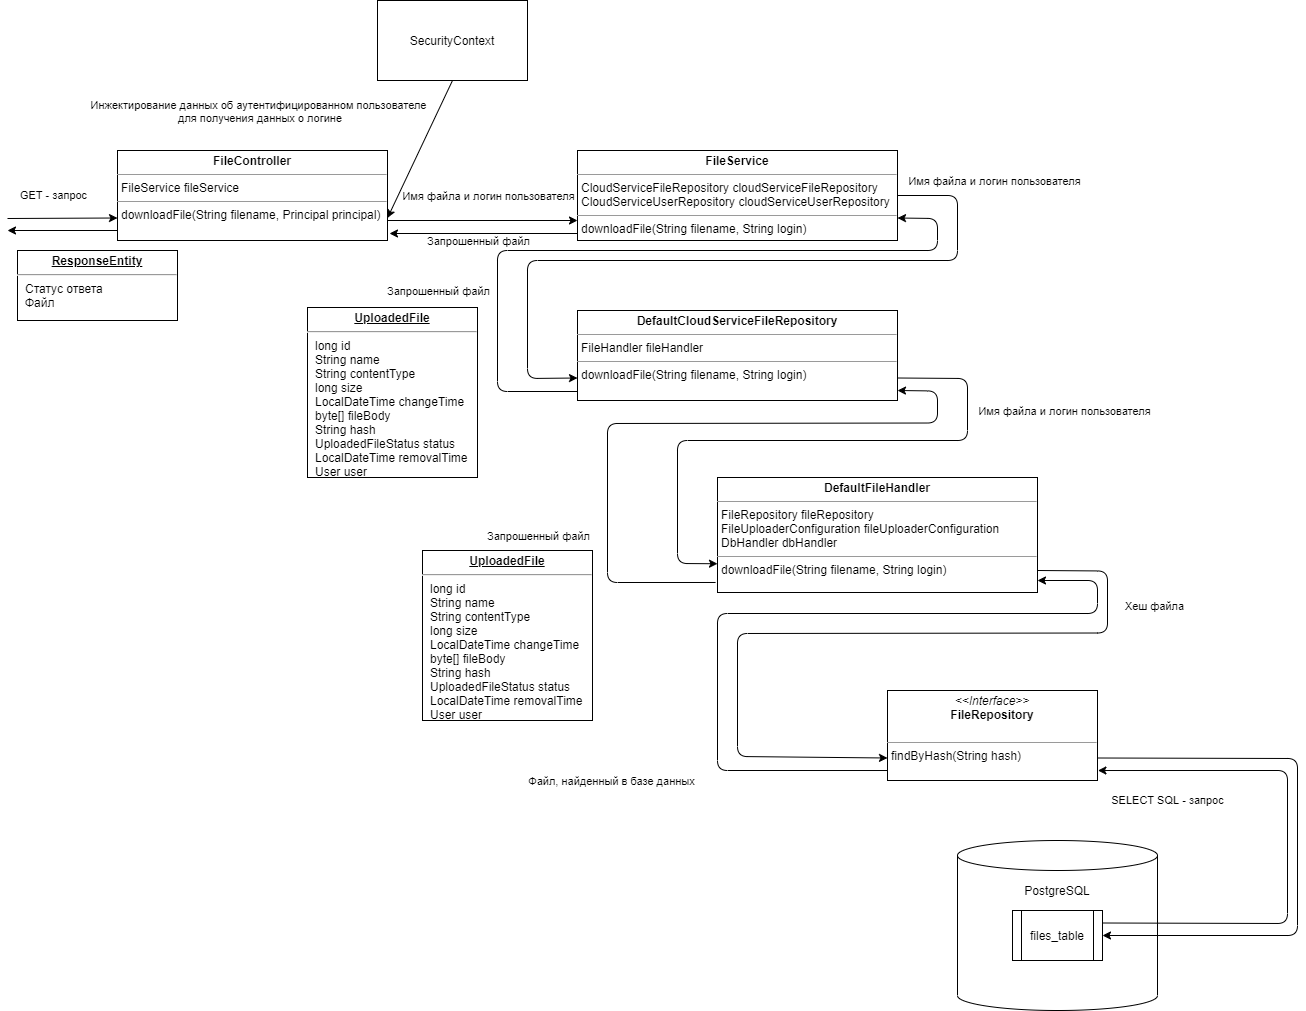 SecurityContext
Инжектирование данных об аутентифицированном пользователе
для получения данных о логине
FileController
FileService fileService
downloadFile(String filename, Principal principal)
GET - запрос
ResponseEntity
Статус ответа
Файл
Имя файла и логин пользователя
Запрошенный файл
FileService
CloudServiceFileRepository cloudServiceFileRepository
CloudServiceUserRepository cloudServiceUserRepository
downloadFile(String filename, String login)
Имя файла и логин пользователя
Запрошенный файл
UploadedFile
long id
String name
String contentType
long size
LocalDateTime changeTime
byte[] fileBody
String hash
UploadedFileStatus status
LocalDateTime removalTime
User user
DefaultCloudServiceFileRepository
FileHandler fileHandler
downloadFile(String filename, String login)
Имя файла и логин пользователя
Запрошенный файл
UploadedFile
long id
String name
String contentType
long size
LocalDateTime changeTime
byte[] fileBody
String hash
UploadedFileStatus status
LocalDateTime removalTime
User user
DefaultFileHandler
FileRepository fileRepository
FileUploaderConfiguration fileUploaderConfiguration
DbHandler dbHandler
downloadFile(String filename, String login)
Хеш файла
<<Interface>>
FileRepository
findByHash(String hash)
Файл, найденный в базе данных
SELECT SQL - запрос
PostgreSQL
files_table